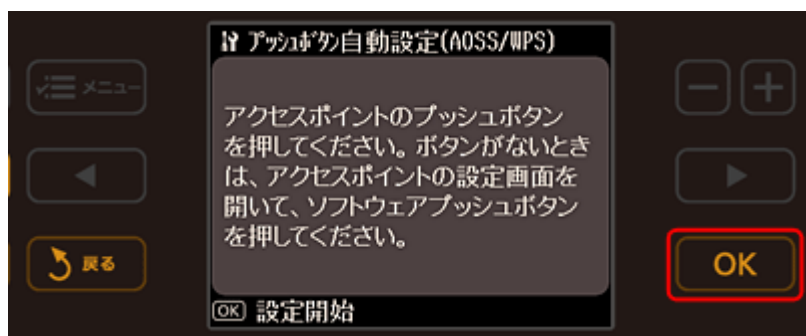 プッシュボタン自動設定(AOSS/WPS)
メニュー
アクセスポイントのプッシュボタン
を押してください。ボタンがないとき
は、アクセスポイントの設定画面を
開いて、ソフトウェアプッシュボタン
を押してください。
戻る
OK
OK 設定開始